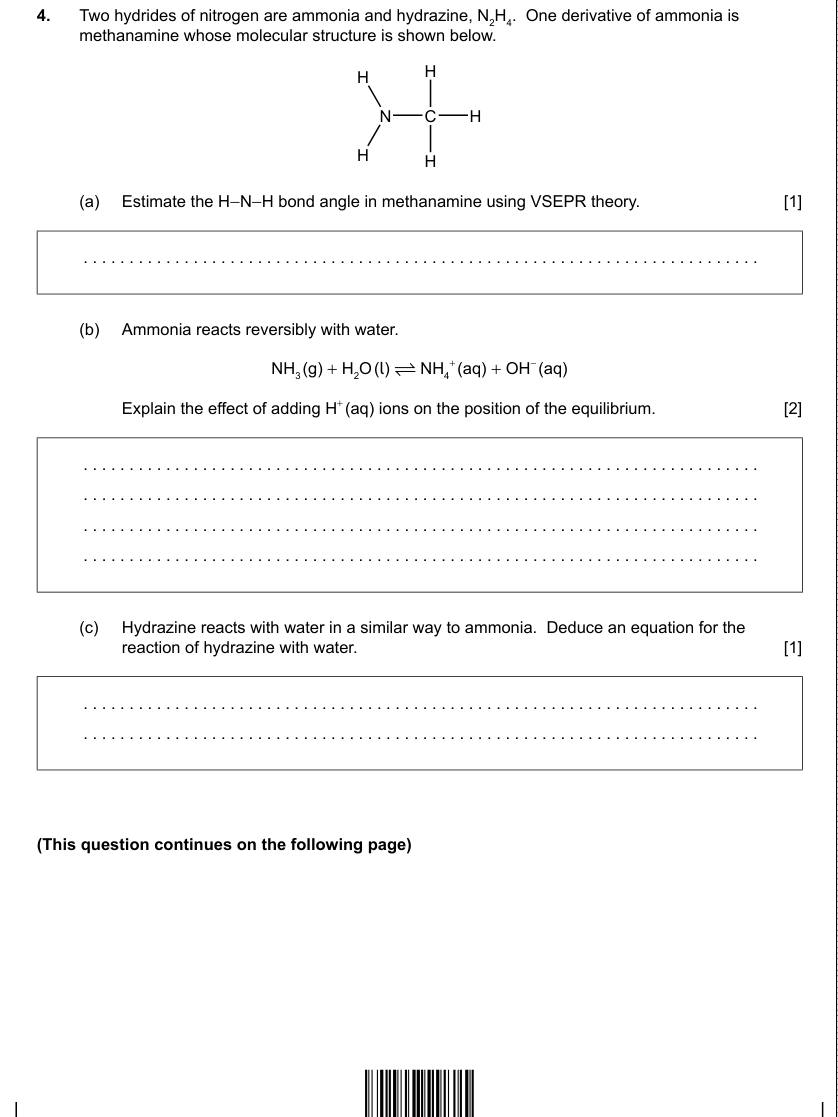 4. Two hydrides of nitrogen are ammonia and hydrazine, N₂H₄. One derivative of ammonia is
methanamine whose molecular structure is shown below.
H H
N C H
H H
(a) Estimate the H–N–H bond angle in methanamine using VSEPR theory. [1]
(b) Ammonia reacts reversibly with water.
NH₃(g) + H₂O(l) ⇌ NH₄⁺(aq) + OH⁻(aq)
Explain the effect of adding H⁺(aq) ions on the position of the equilibrium. [2]
(c) Hydrazine reacts with water in a similar way to ammonia. Deduce an equation for the
reaction of hydrazine with water. [1]
(This question continues on the following page)